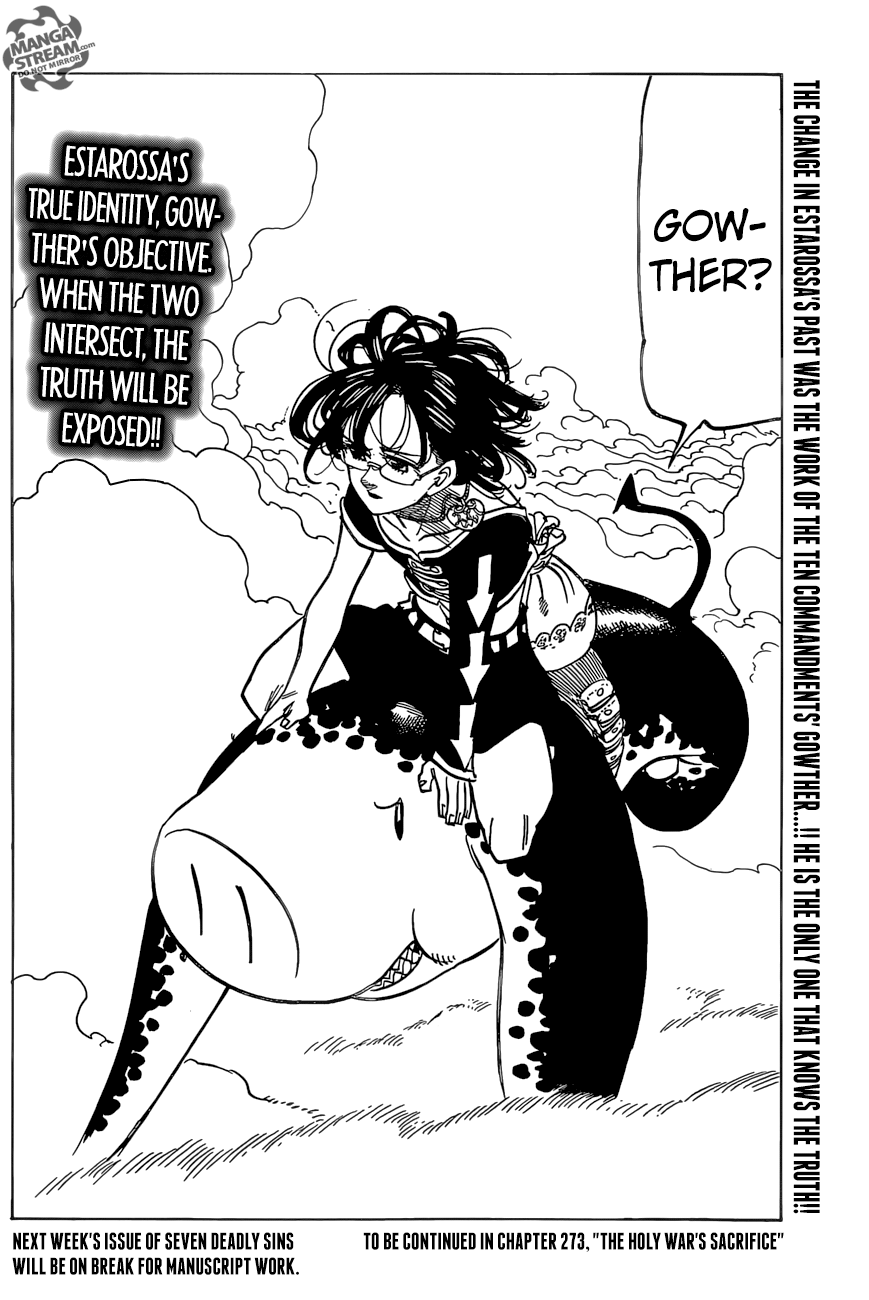 MANGA
STREAM.com
DO NOT MIRROR
ESTAROSSA'S
TRUE IDENTITY, GOW-
THER'S OBJECTIVE.
WHEN THE TWO
INTERSECT, THE
TRUTH WILL BE
EXPOSED!!
GOW-
THER?
THE CHANGE IN ESTAROSSA'S PAST WAS THE WORK OF THE TEN COMMANDMENTS' GOWTHER...!! HE IS THE ONLY ONE THAT KNOWS THE TRUTH!!
NEXT WEEK'S ISSUE OF SEVEN DEADLY SINS
WILL BE ON BREAK FOR MANUSCRIPT WORK.
TO BE CONTINUED IN CHAPTER 273, "THE HOLY WAR'S SACRIFICE"